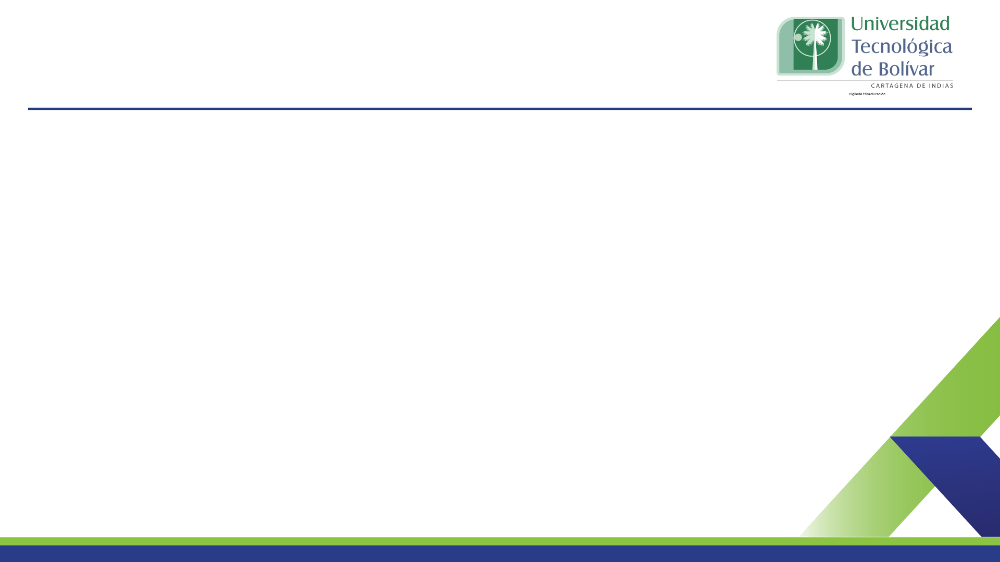 Universidad
Tecnológica
de Bolívar
CARTAGENA DE INDIAS
Vigilada Mineducación